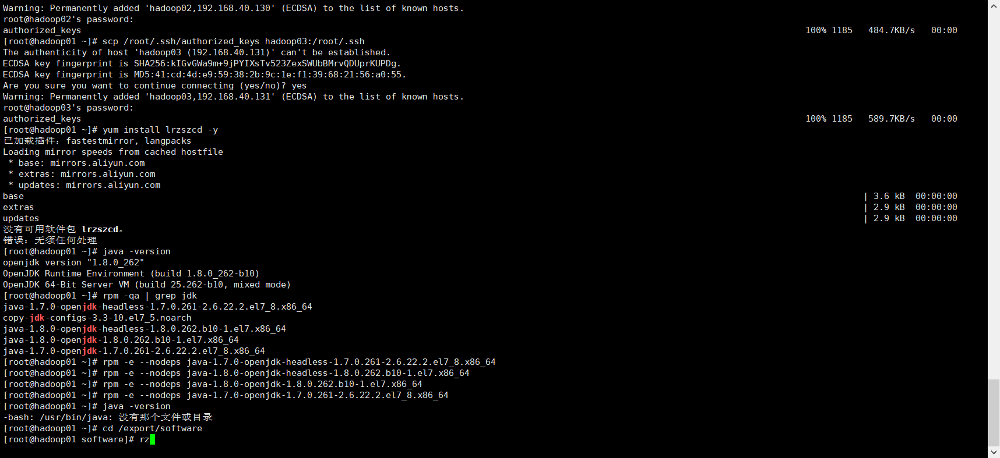 Warning: Permanently added 'hadoop02,192.168.40.130' (ECDSA) to the list of known hosts.
root@hadoop02's password:
authorized_keys 100% 1185 484.7KB/s 00:00
[root@hadoop01 ~]# scp /root/.ssh/authorized_keys hadoop03:/root/.ssh
The authenticity of host 'hadoop03 (192.168.40.131)' can't be established.
ECDSA key fingerprint is SHA256:kIGvGWa9m+9jPYIXsTv523ZexSWUbBMrvQDUprKUPDg.
ECDSA key fingerprint is MD5:41:cd:4d:e9:59:38:2b:9c:1e:f1:39:68:21:56:a0:55.
Are you sure you want to continue connecting (yes/no)? yes
Warning: Permanently added 'hadoop03,192.168.40.131' (ECDSA) to the list of known hosts.
root@hadoop03's password:
authorized_keys 100% 1185 589.7KB/s 00:00
[root@hadoop01 ~]# yum install lrzszcd -y
已加载插件：fastestmirror, langpacks
Loading mirror speeds from cached hostfile
 * base: mirrors.aliyun.com
 * extras: mirrors.aliyun.com
 * updates: mirrors.aliyun.com
base | 3.6 kB 00:00:00
extras | 2.9 kB 00:00:00
updates | 2.9 kB 00:00:00
没有可用软件包 lrzszcd。
错误：无须任何处理
[root@hadoop01 ~]# java -version
openjdk version "1.8.0_262"
OpenJDK Runtime Environment (build 1.8.0_262-b10)
OpenJDK 64-Bit Server VM (build 25.262-b10, mixed mode)
[root@hadoop01 ~]# rpm -qa | grep jdk
java-1.7.0-openjdk-headless-1.7.0.261-2.6.22.2.el7_8.x86_64
copy-jdk-configs-3.3-10.el7_5.noarch
java-1.8.0-openjdk-headless-1.8.0.262.b10-1.el7.x86_64
java-1.8.0-openjdk-1.8.0.262.b10-1.el7.x86_64
java-1.7.0-openjdk-1.7.0.261-2.6.22.2.el7_8.x86_64
[root@hadoop01 ~]# rpm -e --nodeps java-1.7.0-openjdk-headless-1.7.0.261-2.6.22.2.el7_8.x86_64
[root@hadoop01 ~]# rpm -e --nodeps java-1.8.0-openjdk-headless-1.8.0.262.b10-1.el7.x86_64
[root@hadoop01 ~]# rpm -e --nodeps java-1.8.0-openjdk-1.8.0.262.b10-1.el7.x86_64
[root@hadoop01 ~]# rpm -e --nodeps java-1.7.0-openjdk-1.7.0.261-2.6.22.2.el7_8.x86_64
[root@hadoop01 ~]# java -version
-bash: /usr/bin/java: 没有那个文件或目录
[root@hadoop01 ~]# cd /export/software
[root@hadoop01 software]# rz